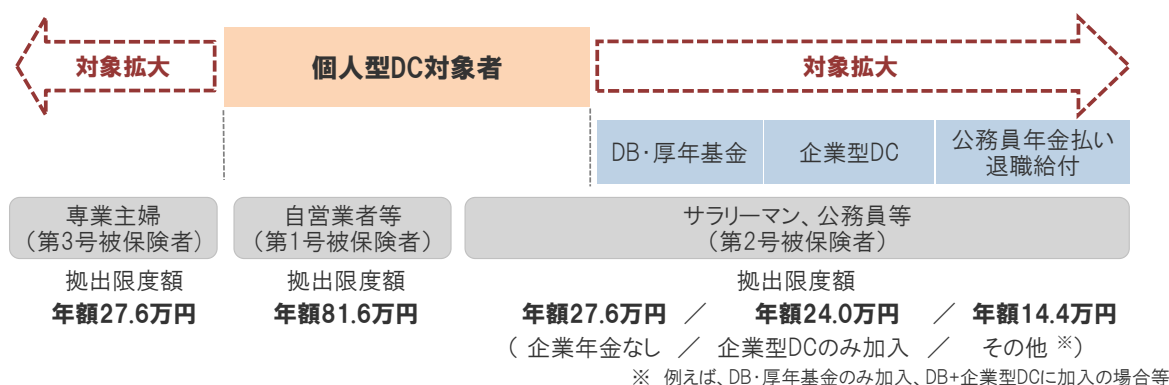 対象拡大
個人型DC対象者
対象拡大
DB・厚年基金
企業型DC
公務員年金払い
退職給付
専業主婦
（第3号被保険者）
自営業者等
（第1号被保険者）
サラリーマン、公務員等
（第2号被保険者）
拠出限度額
年額27.6万円
拠出限度額
年額81.6万円
拠出限度額
年額27.6万円 ／ 年額24.0万円 ／ 年額14.4万円
（ 企業年金なし ／ 企業型DCのみ加入 ／ その他 ※）
※ 例えば、DB・厚年基金のみ加入、DB+企業型DCに加入の場合等